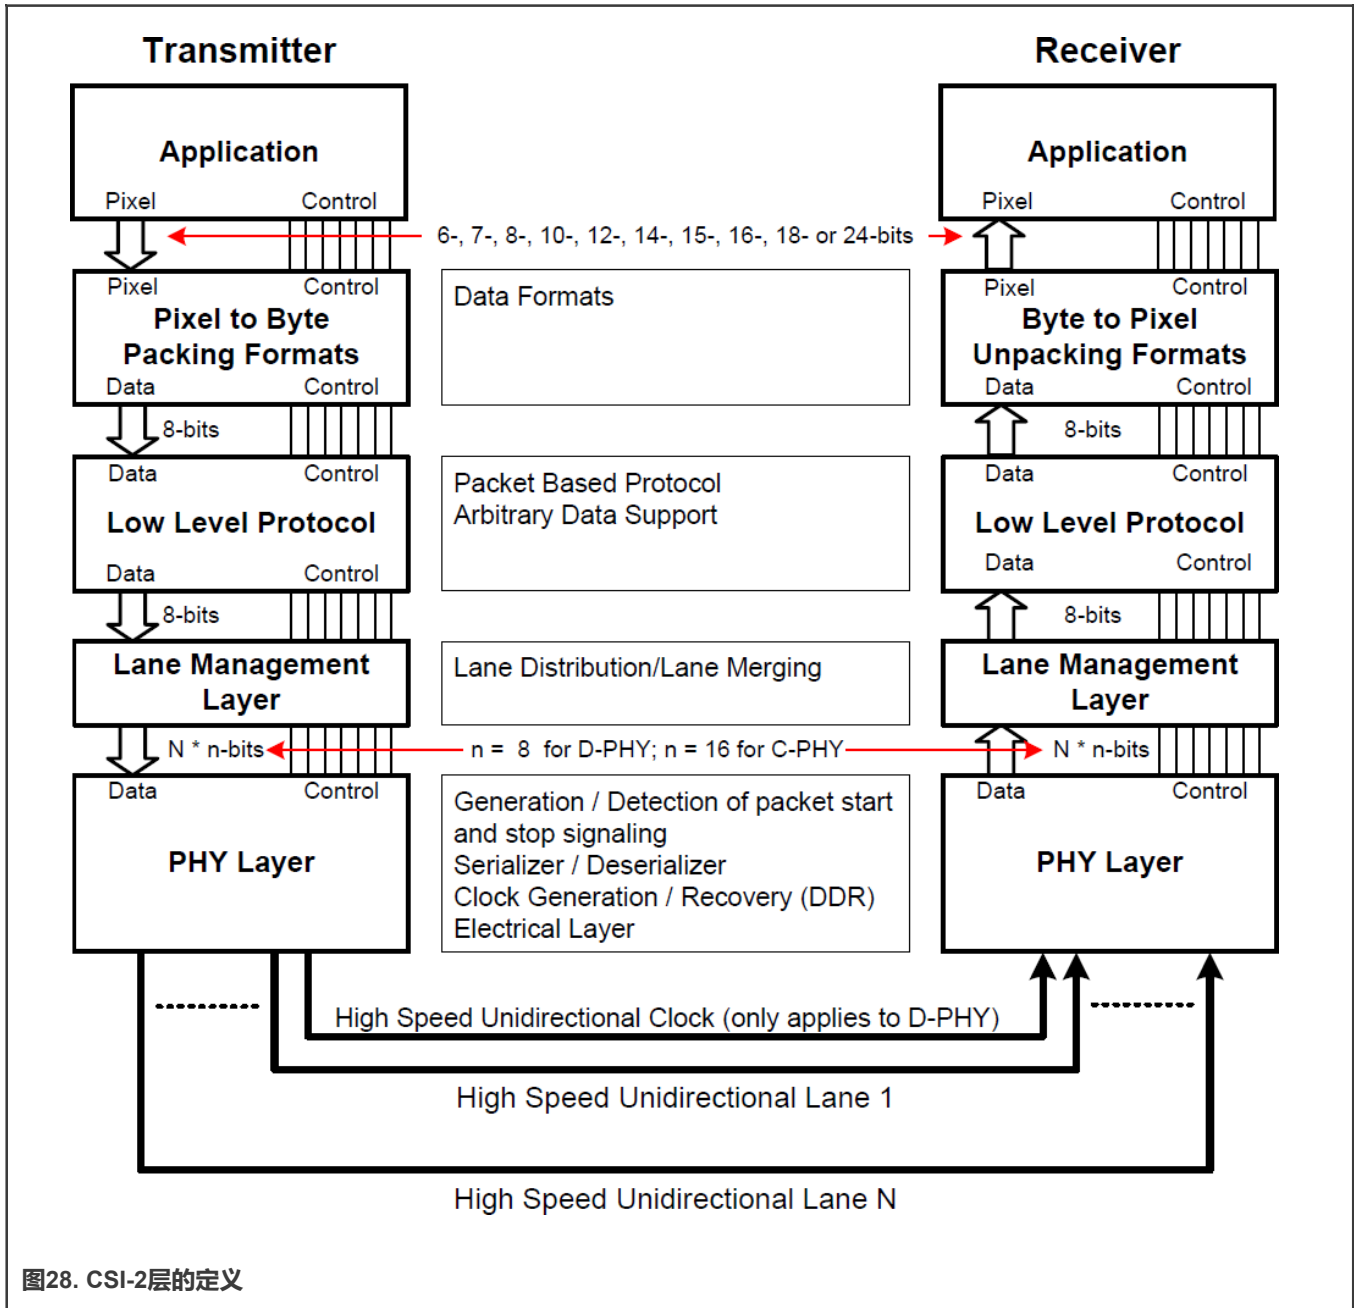 Transmitter
Receiver
Application
Pixel Control
Application
Pixel Control
6-, 7-, 8-, 10-, 12-, 14-, 15-, 16-, 18- or 24-bits
Pixel Control
Pixel to Byte
Packing Formats
Data Control
Data Formats
Pixel Control
Byte to Pixel
Unpacking Formats
Data Control
8-bits
8-bits
Data Control
Low Level Protocol
Data Control
Packet Based Protocol
Arbitrary Data Support
Data Control
Low Level Protocol
Data Control
8-bits
8-bits
Lane Management
Layer
Lane Distribution/Lane Merging
Lane Management
Layer
N * n-bits
n = 8 for D-PHY; n = 16 for C-PHY
N * n-bits
Data Control
PHY Layer
Generation / Detection of packet start
and stop signaling
Serializer / Deserializer
Clock Generation / Recovery (DDR)
Electrical Layer
Data Control
PHY Layer
High Speed Unidirectional Clock (only applies to D-PHY)
High Speed Unidirectional Lane 1
High Speed Unidirectional Lane N
图28. CSI-2层的定义